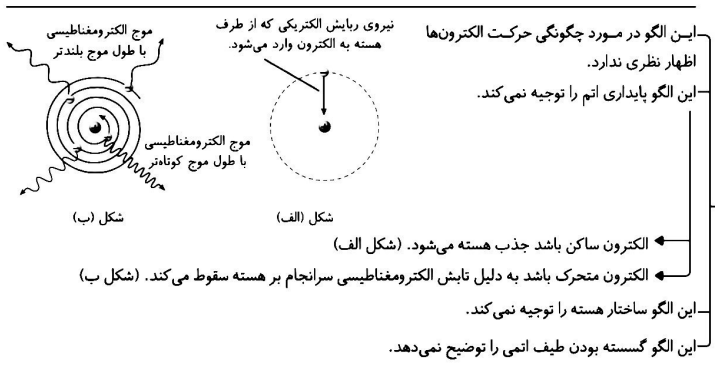 این الگو در مورد چگونگی حرکت الکترون‌ها
اظهار نظری ندارد.
این الگو پایداری اتم را توجیه نمی‌کند.
نیروی ربایش الکتریکی که از طرف
هسته به الکترون وارد می‌شود.
شکل (الف)
موج الکترومغناطیسی
با طول موج بلندتر
موج الکترومغناطیسی
با طول موج کوتاه‌تر
شکل (ب)
الکترون ساکن باشد جذب هسته می‌شود. (شکل الف)
الکترون متحرک باشد به دلیل تابش الکترومغناطیسی سرانجام بر هسته سقوط می‌کند. (شکل ب)
این الگو ساختار هسته را توجیه نمی‌کند.
این الگو گسسته بودن طیف اتمی را توضیح نمی‌دهد.